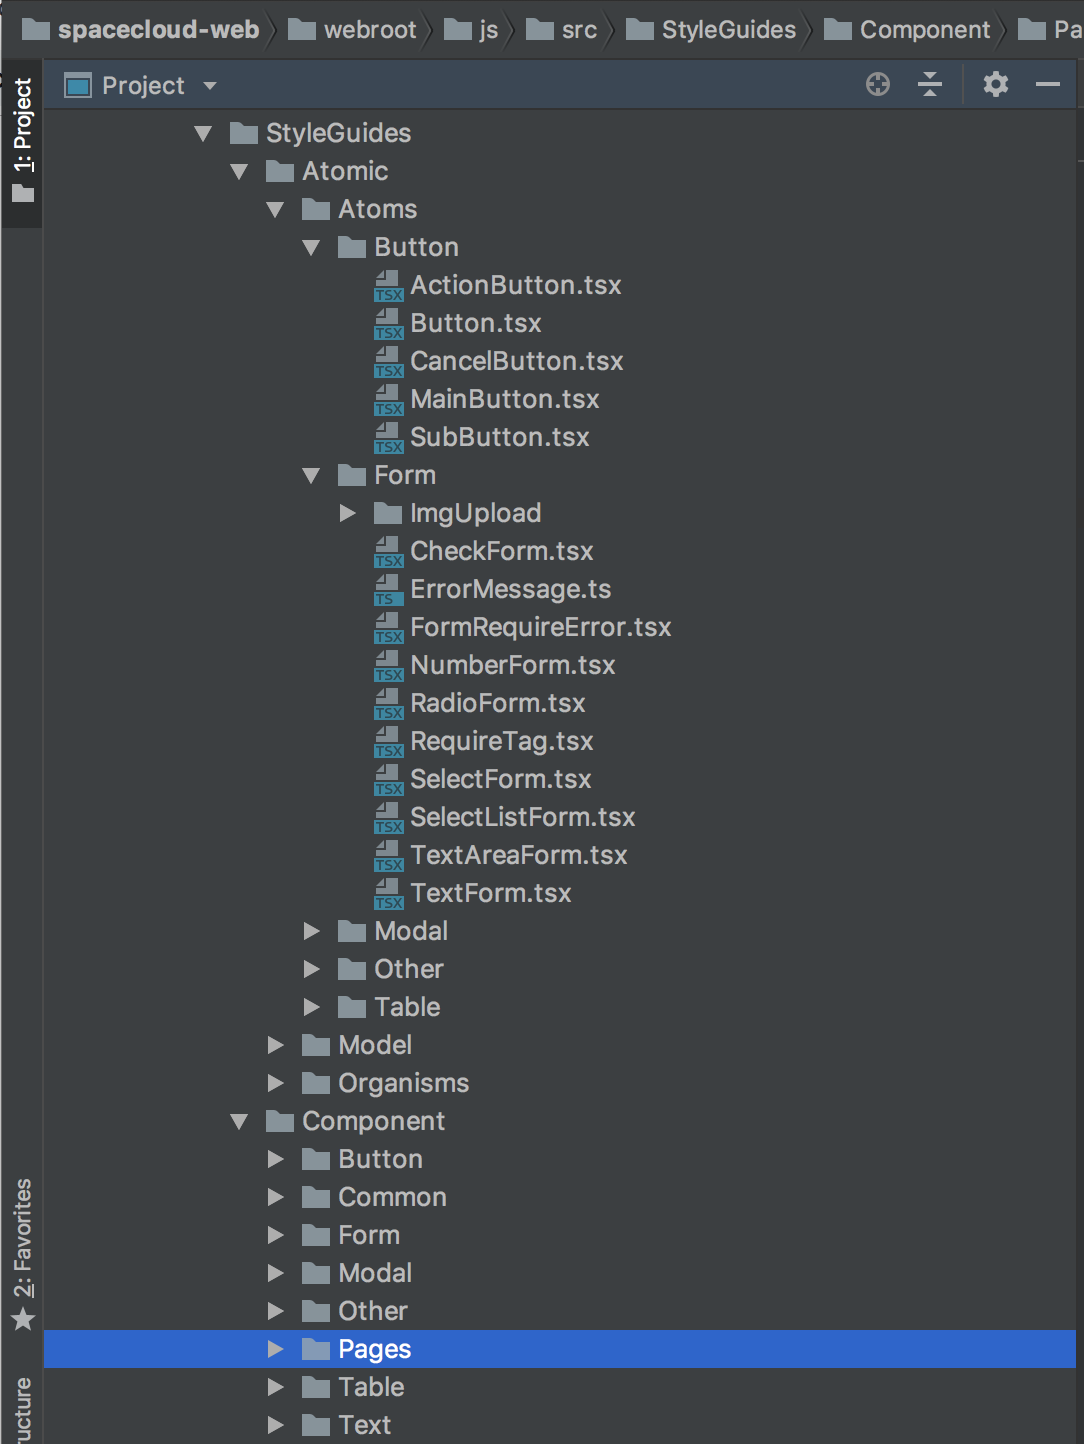 spacecloud-web webroot js src StyleGuides Component Pa
Project
1: Project
StyleGuides
Atomic
Atoms
Button
TSX ActionButton.tsx
TSX Button.tsx
TSX CancelButton.tsx
TSX MainButton.tsx
TSX SubButton.tsx
Form
ImgUpload
TSX CheckForm.tsx
TS ErrorMessage.ts
TSX FormRequireError.tsx
TSX NumberForm.tsx
TSX RadioForm.tsx
TSX RequireTag.tsx
TSX SelectForm.tsx
TSX SelectListForm.tsx
TSX TextAreaForm.tsx
TSX TextForm.tsx
Modal
Other
Table
Model
Organisms
Component
Button
Common
Form
Modal
Other
Pages
Table
Text
2: Favorites
ucture